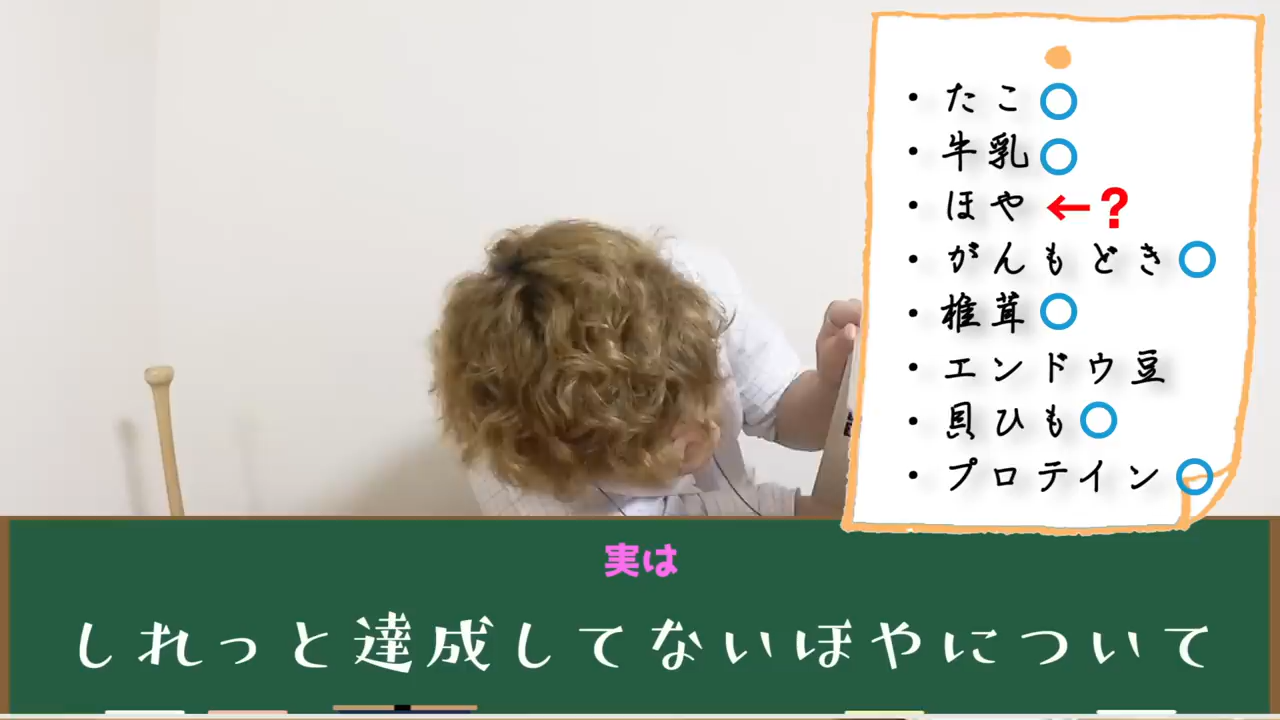 ・たこ○
・牛乳○
・ほや←？
・がんもどき○
・椎茸○
・エンドウ豆
・貝ひも○
・プロテイン○
実は
しれっと達成してないほやについて